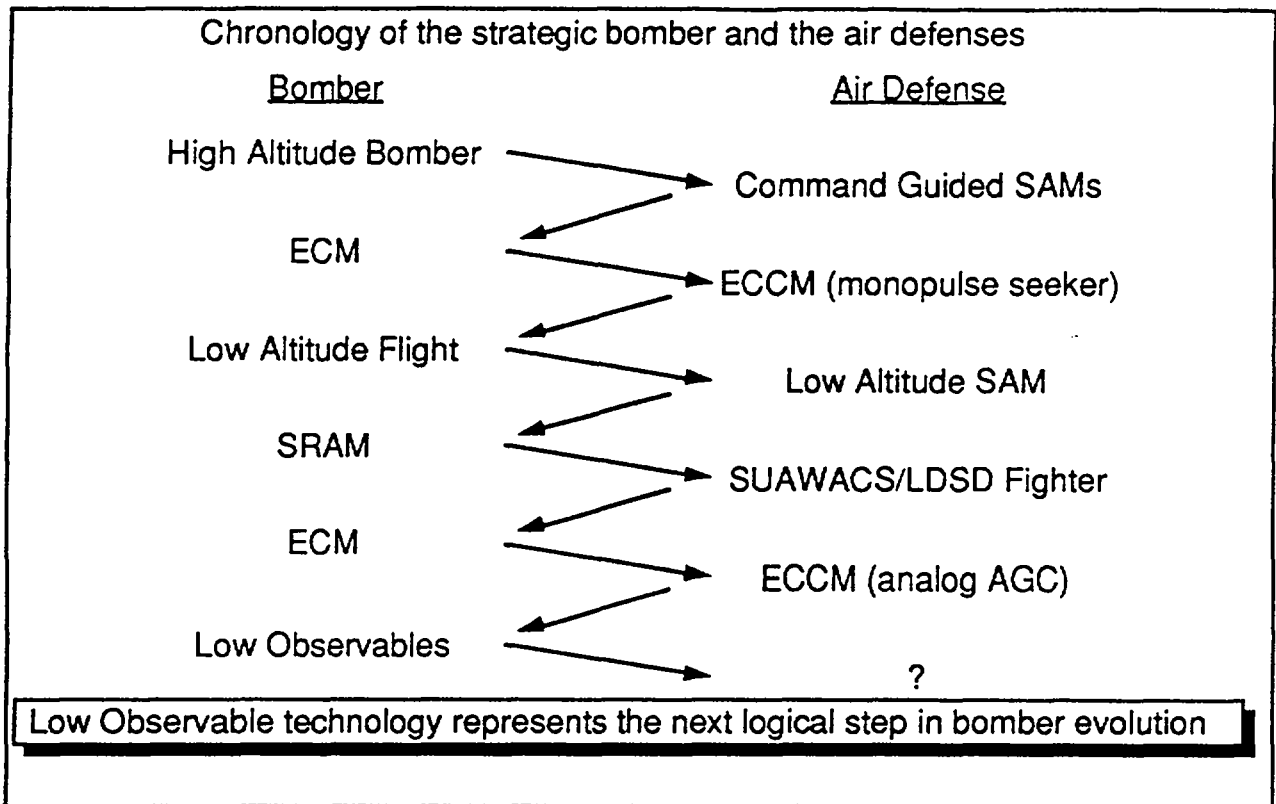 Chronology of the strategic bomber and the air defenses
Bomber
Air Defense
High Altitude Bomber
Command Guided SAMs
ECM
ECCM (monopulse seeker)
Low Altitude Flight
Low Altitude SAM
SRAM
SUAWACS/LDSD Fighter
ECM
ECCM (analog AGC)
Low Observables
?
Low Observable technology represents the next logical step in bomber evolution